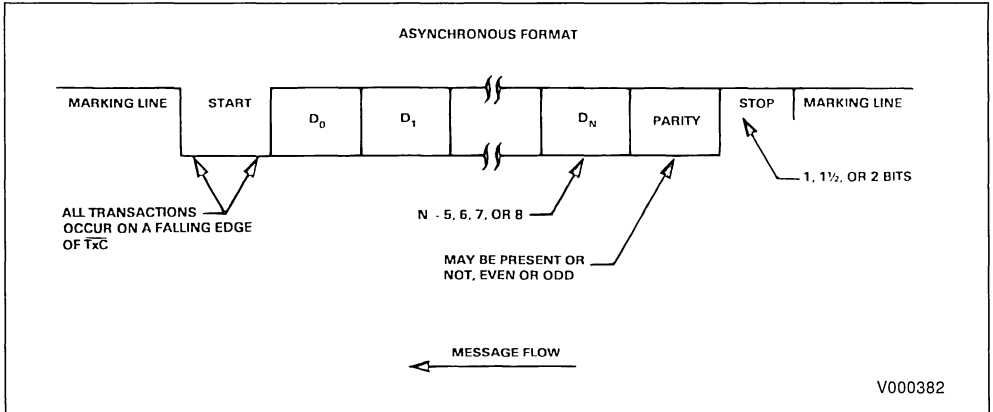 ASYNCHRONOUS FORMAT
MARKING LINE
START
D₀
D₁
D_N
PARITY
STOP
MARKING LINE
1, 1½, OR 2 BITS
ALL TRANSACTIONS
OCCUR ON A FALLING EDGE
OF T̅x̅C̅
N - 5, 6, 7, OR 8
MAY BE PRESENT OR
NOT, EVEN OR ODD
MESSAGE FLOW
V000382